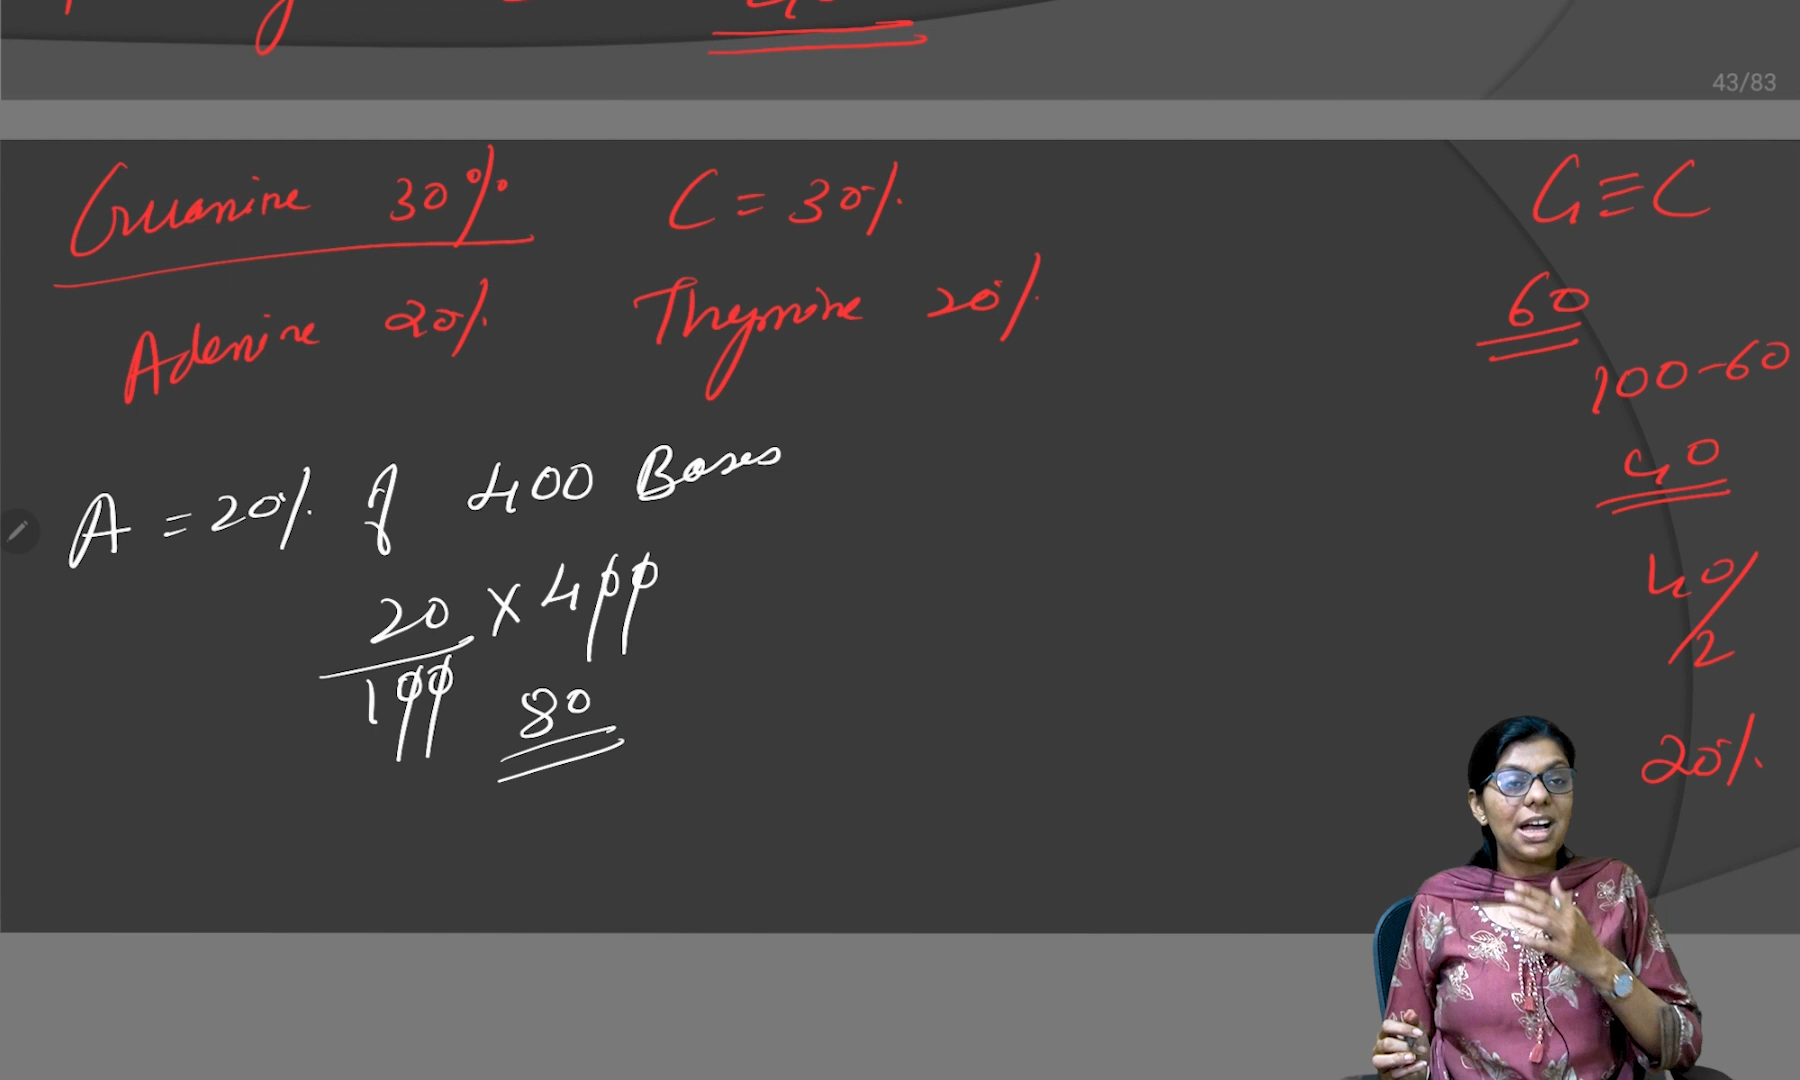 43/83
Guanine 30% C = 30%
G≡C
Adenine 20% Thymine 20%
60
100-60
40
A = 20% of 400 Bases
20/100 × 400
40/2
80
20%